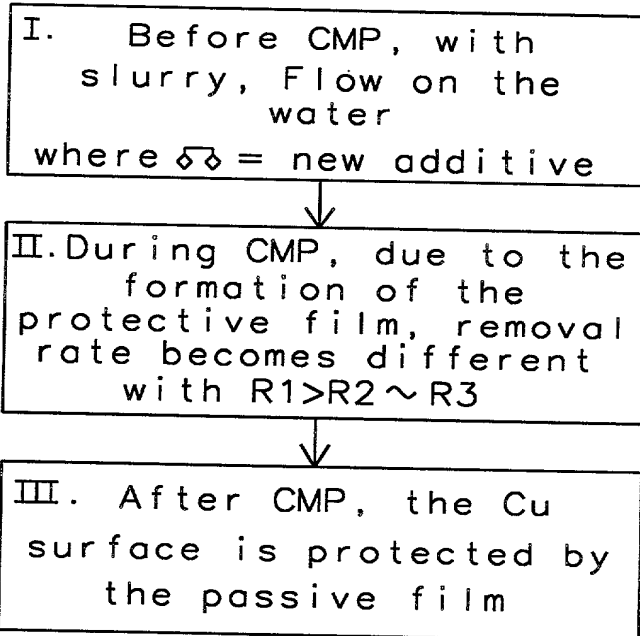 I. Before CMP, with
slurry, Flow on the
water
where = new additive
II. During CMP, due to the
formation of the
protective film, removal
rate becomes different
with R1>R2~R3
III. After CMP, the Cu
surface is protected by
the passive film